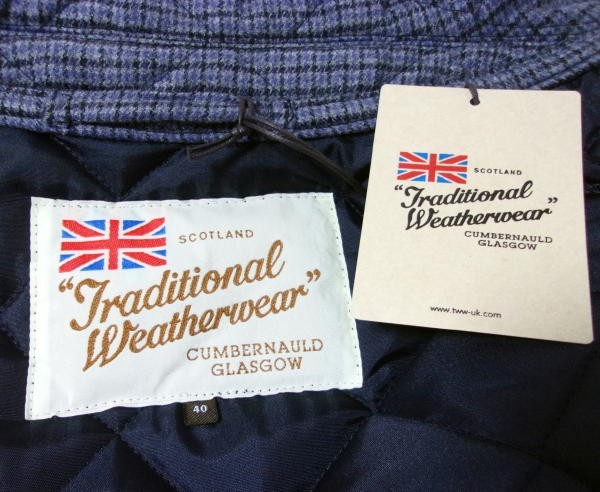 SCOTLAND
"Traditional
Weatherwear"
CUMBERNAULD
GLASGOW
40
SCOTLAND
"Traditional
Weatherwear"
CUMBERNAULD
GLASGOW
www.tww-uk.com